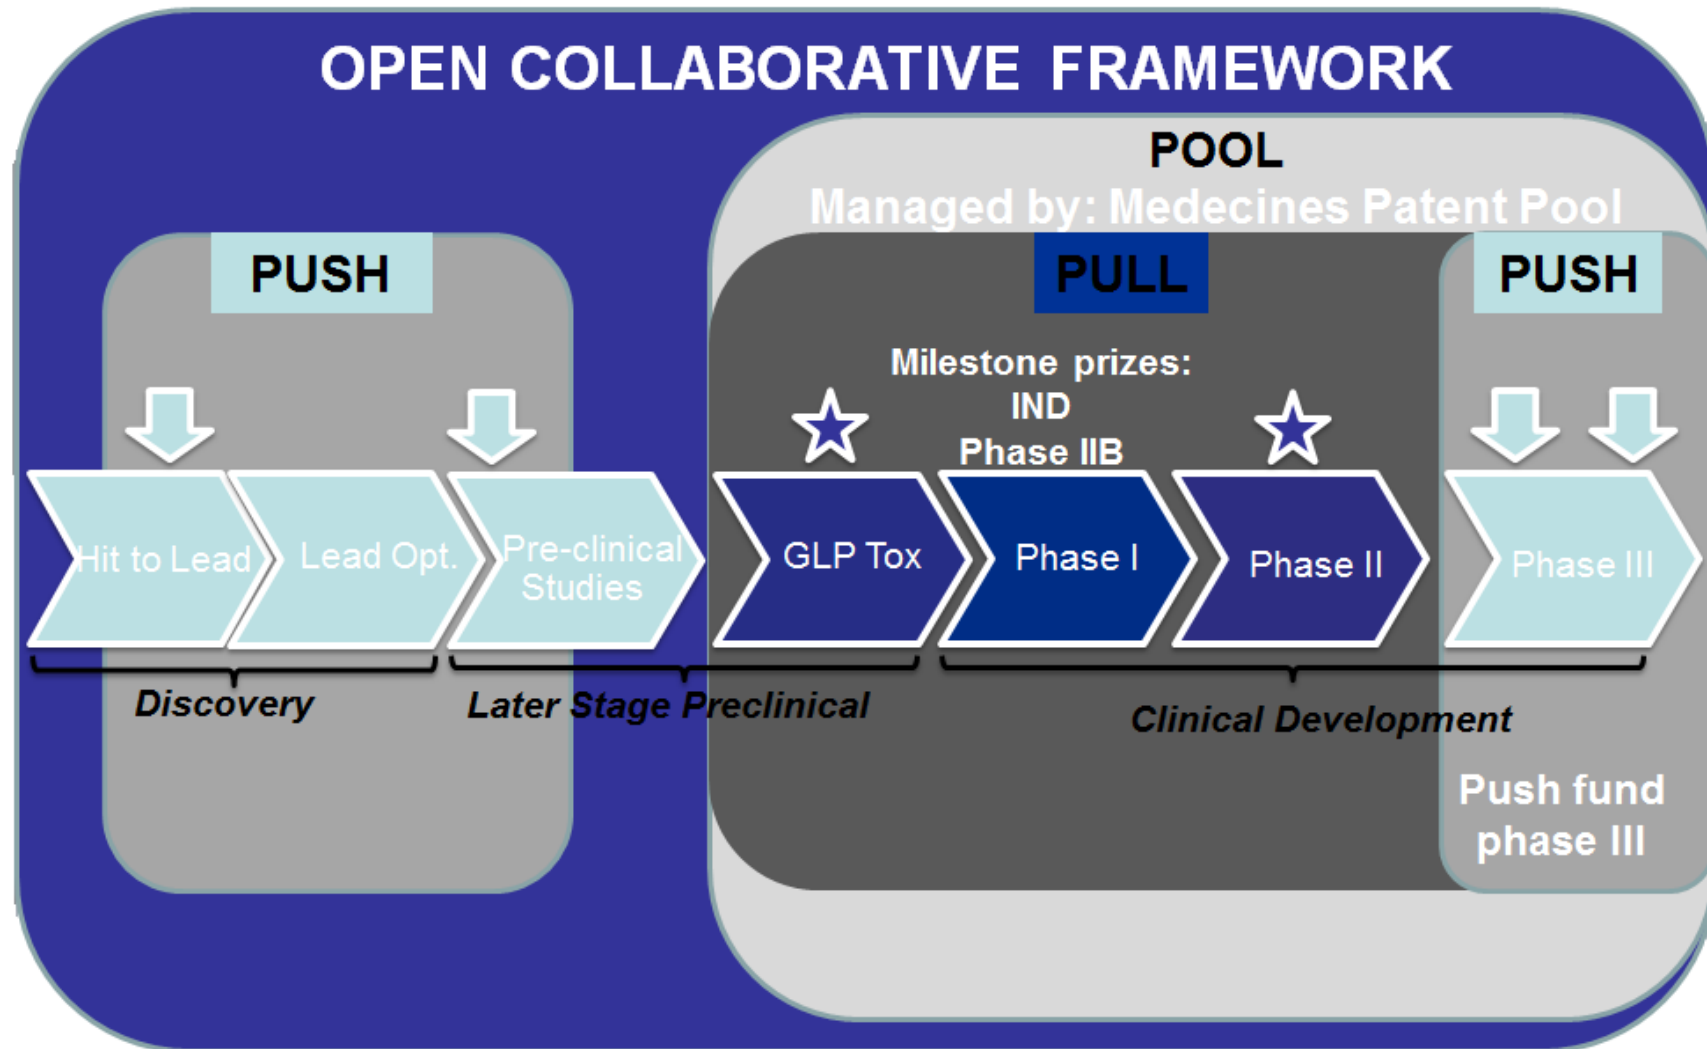 OPEN COLLABORATIVE FRAMEWORK
POOL
Managed by: Medecines Patent Pool
PUSH
PULL
PUSH
Milestone prizes:
IND
Phase IIB
Hit to Lead
Lead Opt.
Pre-clinical
Studies
GLP Tox
Phase I
Phase II
Phase III
Discovery
Later Stage Preclinical
Clinical Development
Push fund
phase III